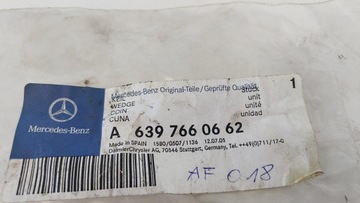 Mercedes-Benz Original-Teile/Geprüfte Qualität
KEIL Stück
WEDGE unit
COIN unité
CUNA unidad
1
Mercedes-Benz
A 639 766 06 62
Made in SPAIN 1580/0507/1136 12.07.05
DaimlerChrysler AG, 70546 Stuttgart, Germany, Tel. ++49(0)711/17-0
AF 018